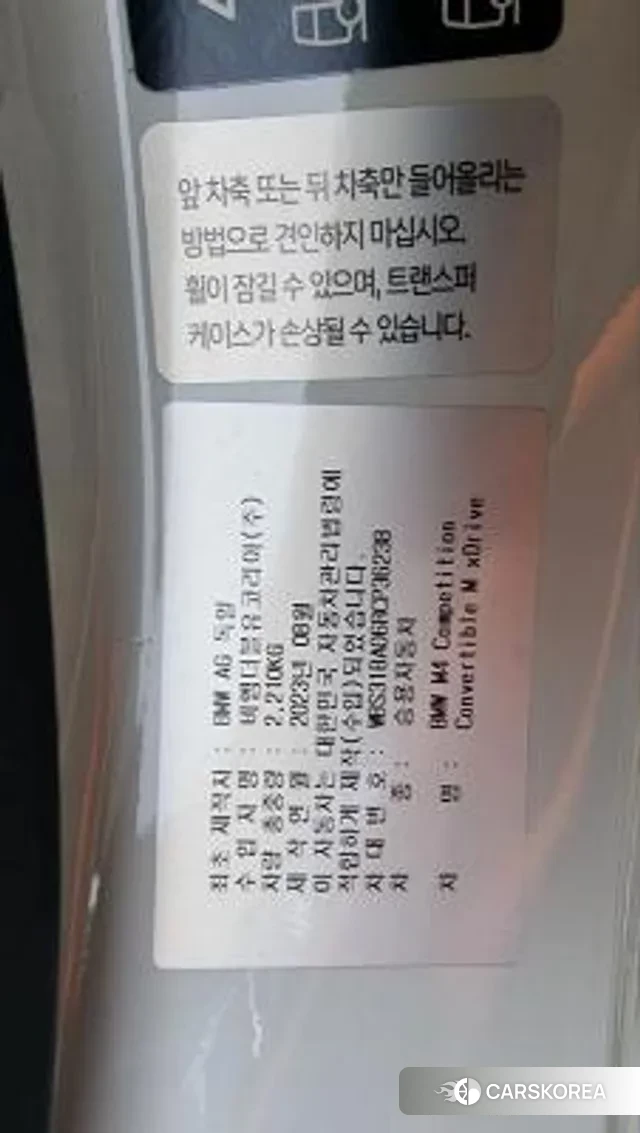 앞 차축 또는 뒤 차축만 들어올리는
방법으로 견인하지 마십시오.
휠이 잠길 수 있으며, 트랜스퍼
케이스가 손상될 수 있습니다.
최초 제작자 : BMW AG 독일
수 입 자 명 : 비엠더블유코리아(주)
차량 총중량 : 2,210KG
제 작 연 월 : 2023년 08월
이 자동차는 대한민국 자동차관리법령에
적합하게 제작(수입)되었습니다.
차 대 번 호 :
차 종 : 승용자동차
차 명 : BMW M4 Competition
Convertible M xDrive
CARSKOREA